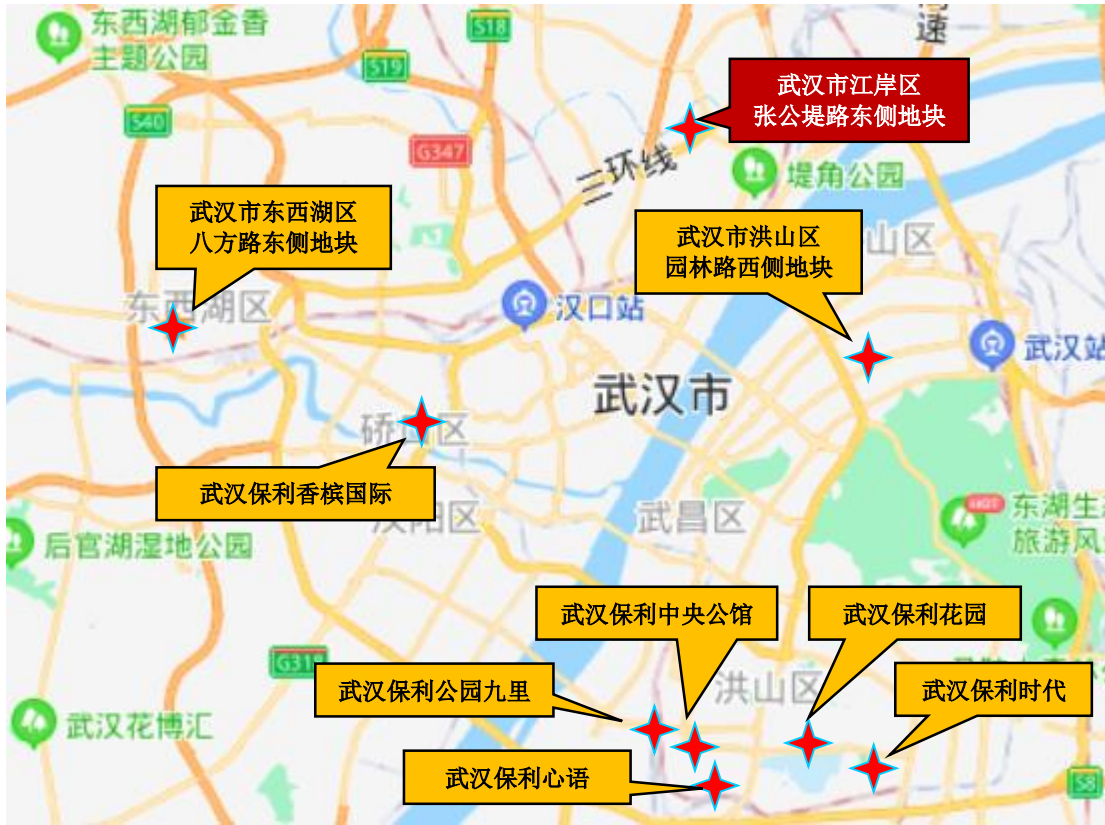 东西湖郁金香
主题公园
S18
S19
S40
G347
速
武汉市江岸区
张公堤路东侧地块
三环线
堤角公园
武汉市东西湖区
八方路东侧地块
武汉市洪山区
园林路西侧地块
山区
东西湖区
汉口站
武汉站
武汉市
硚口区
武汉保利香槟国际
汉阳区
武昌区
东湖生
旅游风
后官湖湿地公园
武汉保利中央公馆
武汉保利花园
武汉保利公园九里
洪山区
武汉保利时代
武汉花博汇
武汉保利心语
S8